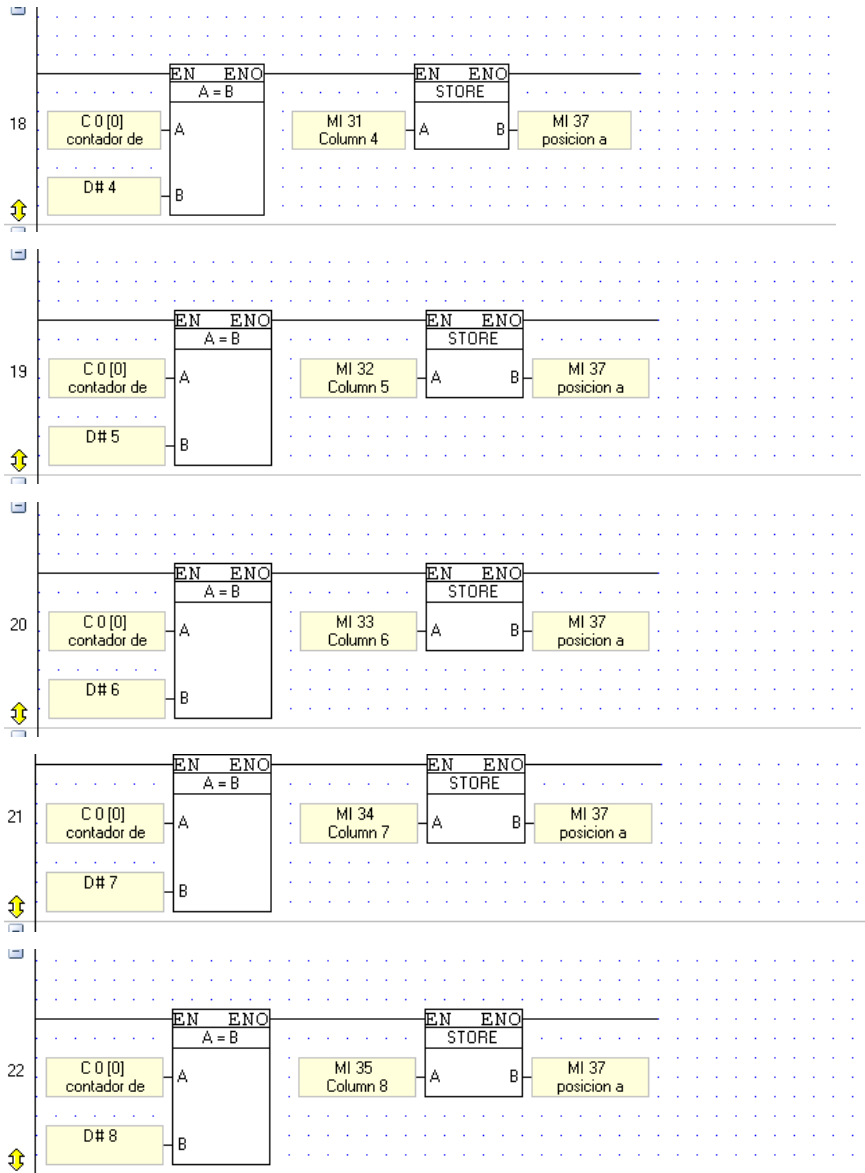 EN ENO EN ENO
A = B STORE
18
C 0 [0]
contador de
A
MI 31
Column 4
A B
MI 37
posicion a
D# 4
B
EN ENO EN ENO
A = B STORE
19
C 0 [0]
contador de
A
MI 32
Column 5
A B
MI 37
posicion a
D# 5
B
EN ENO EN ENO
A = B STORE
20
C 0 [0]
contador de
A
MI 33
Column 6
A B
MI 37
posicion a
D# 6
B
EN ENO EN ENO
A = B STORE
21
C 0 [0]
contador de
A
MI 34
Column 7
A B
MI 37
posicion a
D# 7
B
EN ENO EN ENO
A = B STORE
22
C 0 [0]
contador de
A
MI 35
Column 8
A B
MI 37
posicion a
D# 8
B